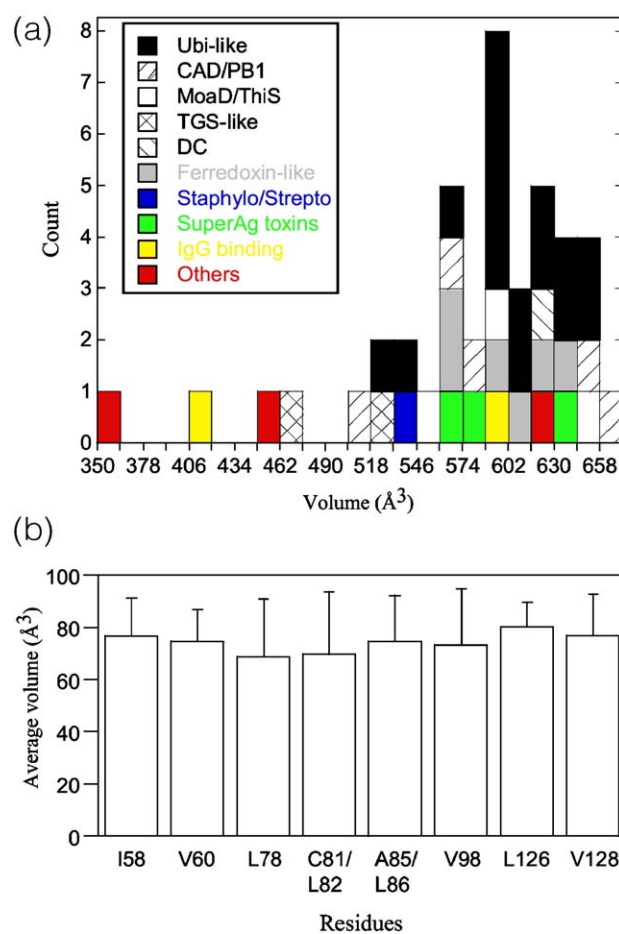 (a)
8
7
6
5
4
3
2
1
0
Count
Ubi-like
CAD/PB1
MoaD/ThiS
TGS-like
DC
Ferredoxin-like
Staphylo/Strepto
SuperAg toxins
IgG binding
Others
350 378 406 434 462 490 518 546 574 602 630 658
Volume (Å³)
(b)
100
80
60
40
20
0
Average volume (Å³)
I58 V60 L78 C81/ A85/ V98 L126 V128
L82 L86
Residues